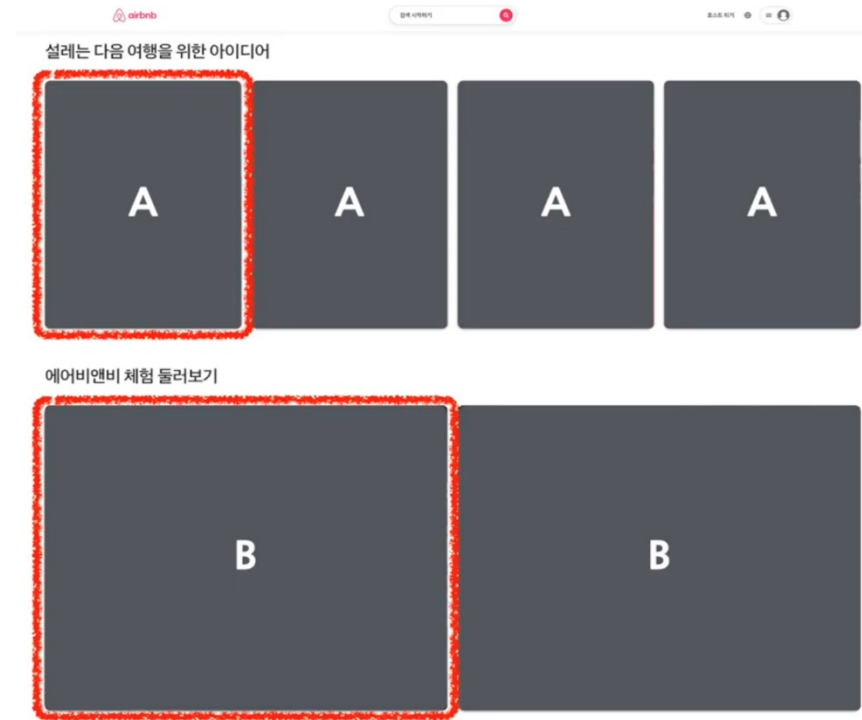 airbnb
검색 시작하기
호스트 되기
설레는 다음 여행을 위한 아이디어
A A A A
에어비앤비 체험 둘러보기
B B